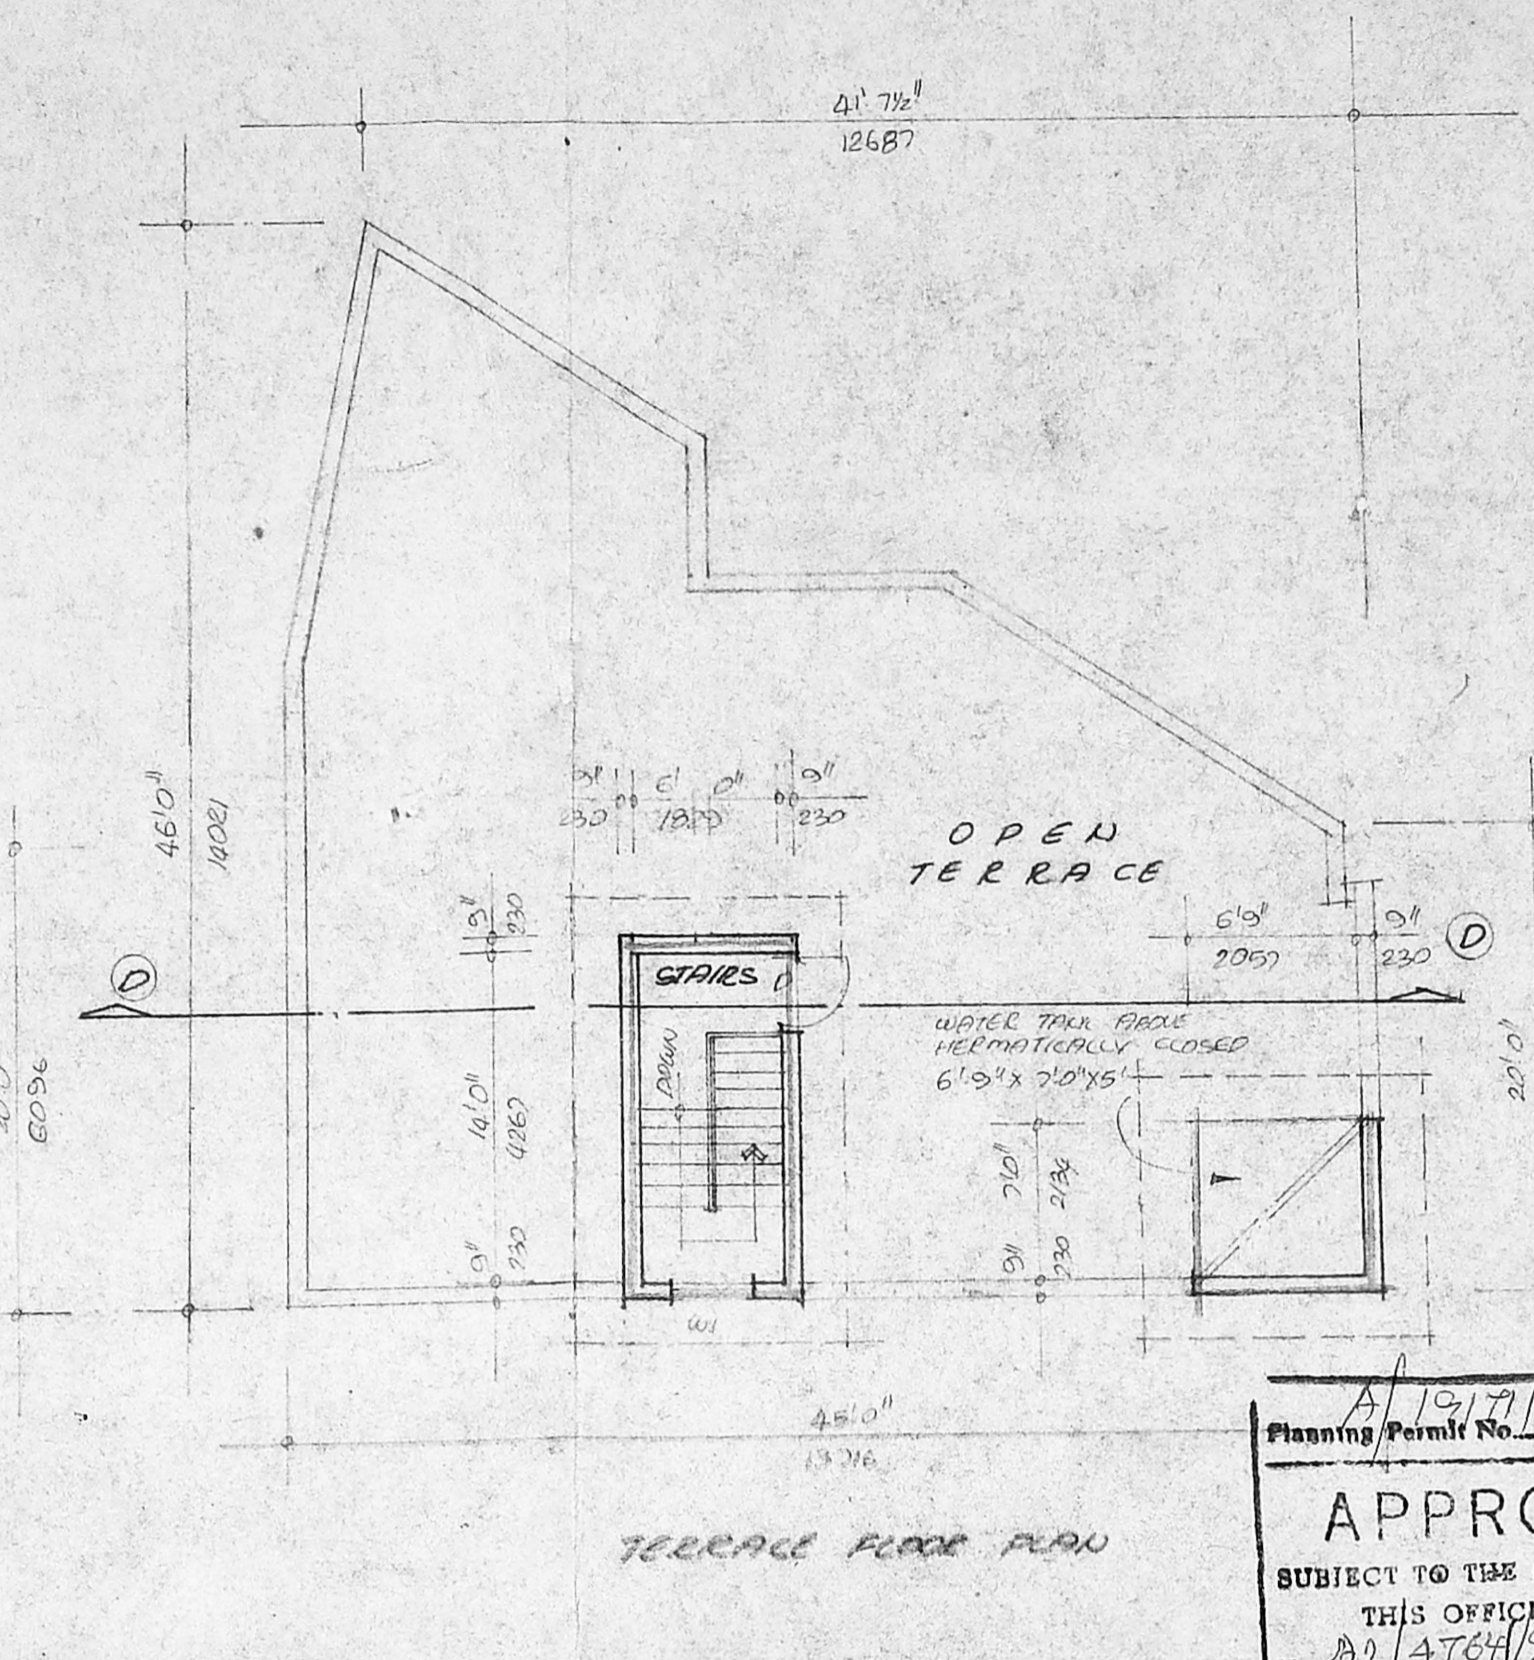 41' 7½"
12687
46'0"
14021
6096
9"
230
6' 0"
1829
9"
230
OPEN
TERRACE
9"
230
6'9"
2057
9"
230
D
D
STAIRS
D
WATER TANK ABOVE
HERMATICALLY CLOSED
6'9" X 7'0" X 5'
DOWN
14'0"
4267
7'0"
2134
20'0"
9"
230
9"
230
W1
45'0"
13716
TERRACE FLOOR PLAN
A/
Planning Permit No.
APPRO
SUBJECT TO THE
THIS OFFIC